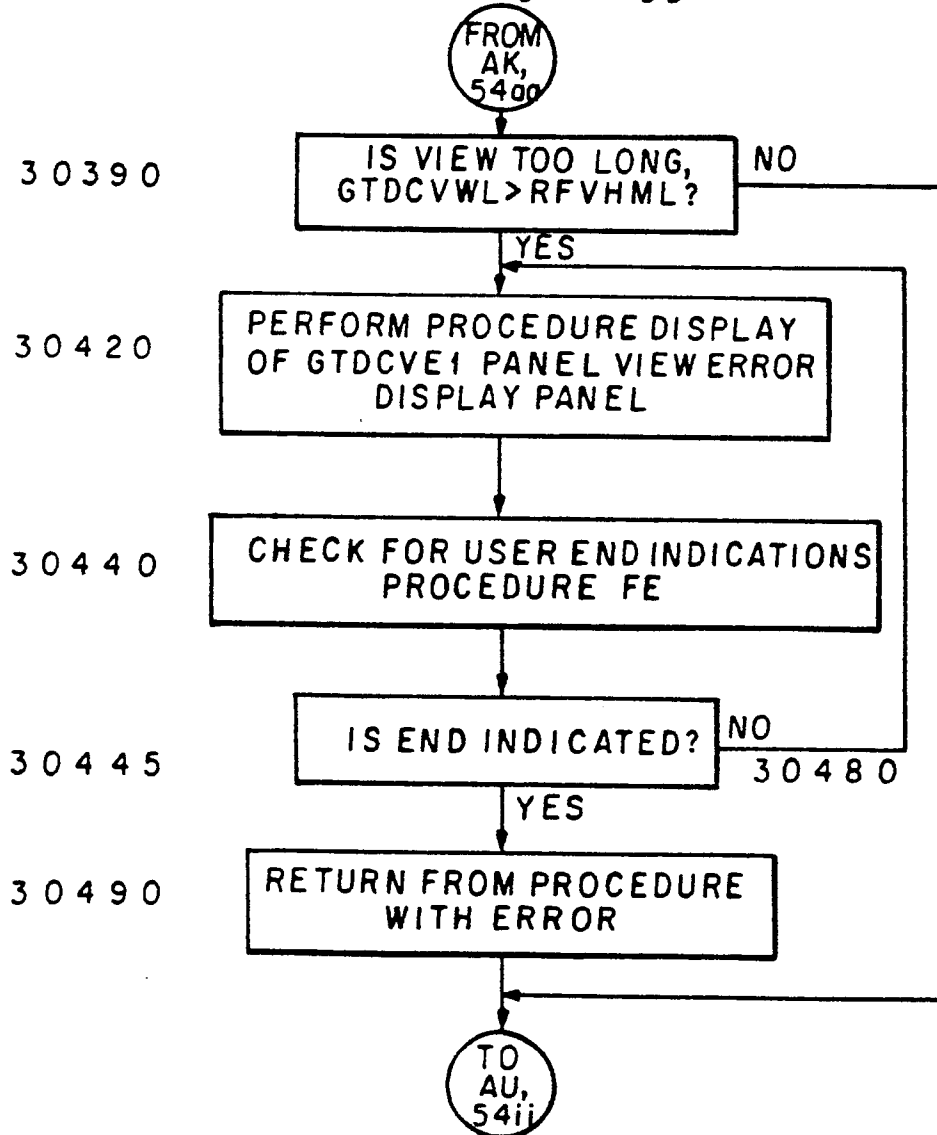 FROM
AK,
54aa
30390
IS VIEW TOO LONG,
GTDCVWL>RFVHML?
NO
YES
30420
PERFORM PROCEDURE DISPLAY
OF GTDCVE1 PANEL VIEW ERROR
DISPLAY PANEL
30440
CHECK FOR USER END INDICATIONS
PROCEDURE FE
30445
IS END INDICATED?
NO
30480
YES
30490
RETURN FROM PROCEDURE
WITH ERROR
TO
AU,
54ii